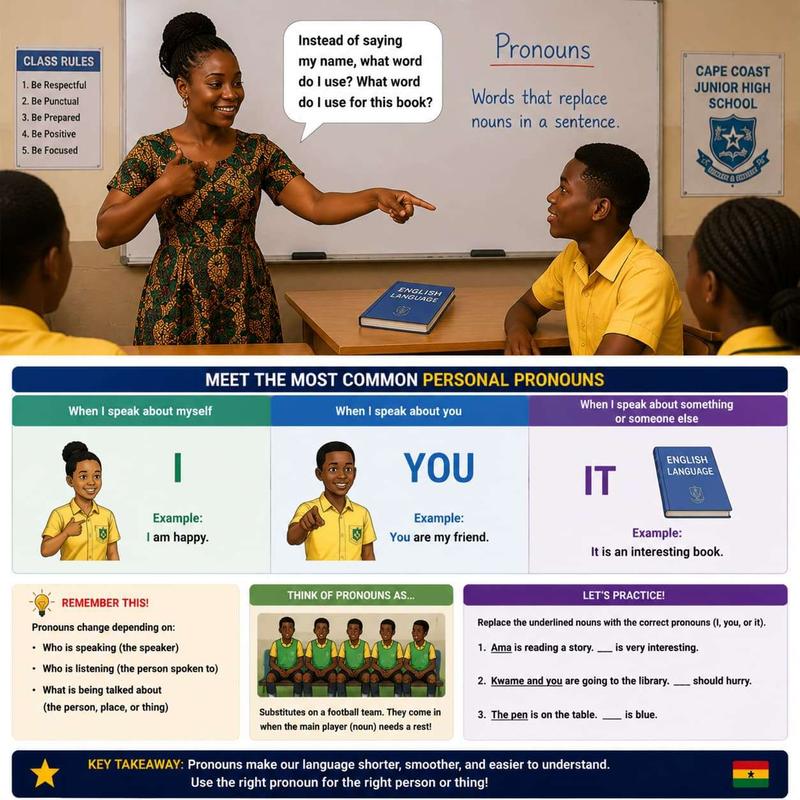 CLASS RULES
1. Be Respectful
2. Be Punctual
3. Be Prepared
4. Be Positive
5. Be Focused
Instead of saying
my name, what word
do I use? What word
do I use for this book?
Pronouns
Words that replace
nouns in a sentence.
CAPE COAST
JUNIOR HIGH
SCHOOL
ENGLISH
LANGUAGE
MEET THE MOST COMMON PERSONAL PRONOUNS
When I speak about myself
I
Example:
I am happy.
When I speak about you
YOU
Example:
You are my friend.
When I speak about something
or someone else
IT
ENGLISH
LANGUAGE
Example:
It is an interesting book.
REMEMBER THIS!
Pronouns change depending on:
• Who is speaking (the speaker)
• Who is listening (the person spoken to)
• What is being talked about
(the person, place, or thing)
THINK OF PRONOUNS AS...
Substitutes on a football team. They come in
when the main player (noun) needs a rest!
LET'S PRACTICE!
Replace the underlined nouns with the correct pronouns (I, you, or it).
1. Ama is reading a story. ___ is very interesting.
2. Kwame and you are going to the library. ___ should hurry.
3. The pen is on the table. ___ is blue.
KEY TAKEAWAY: Pronouns make our language shorter, smoother, and easier to understand.
Use the right pronoun for the right person or thing!